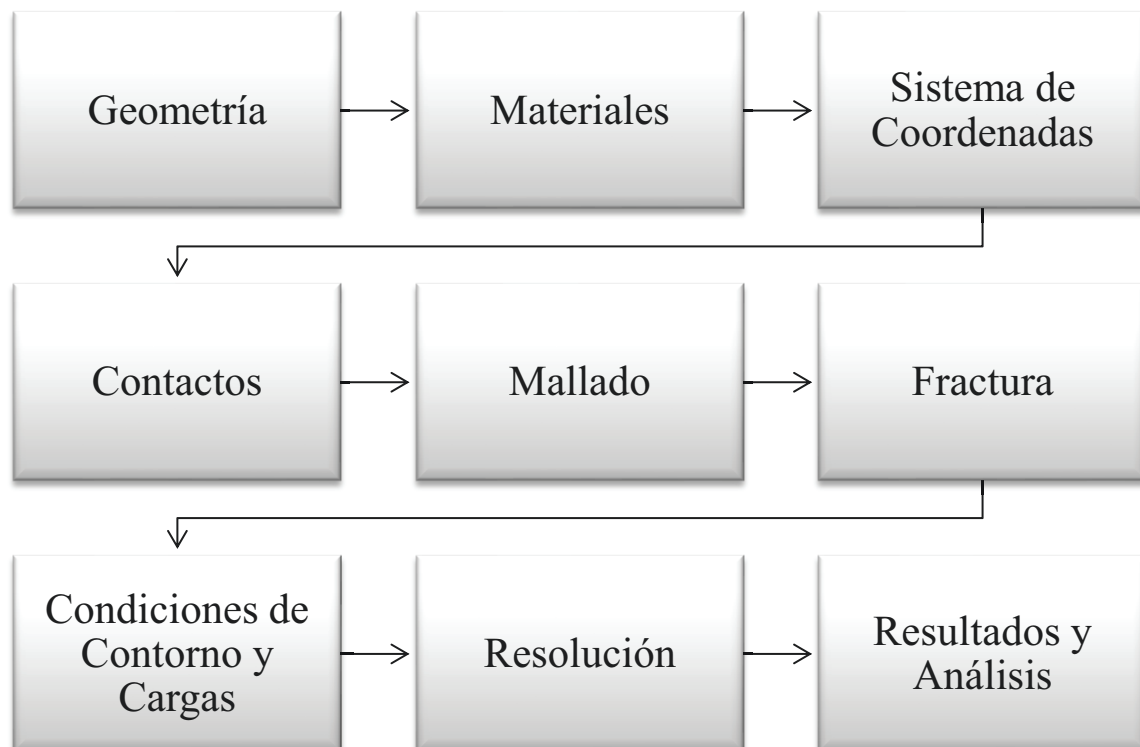 Geometría
Materiales
Sistema de
Coordenadas
Contactos
Mallado
Fractura
Condiciones de
Contorno y
Cargas
Resolución
Resultados y
Análisis